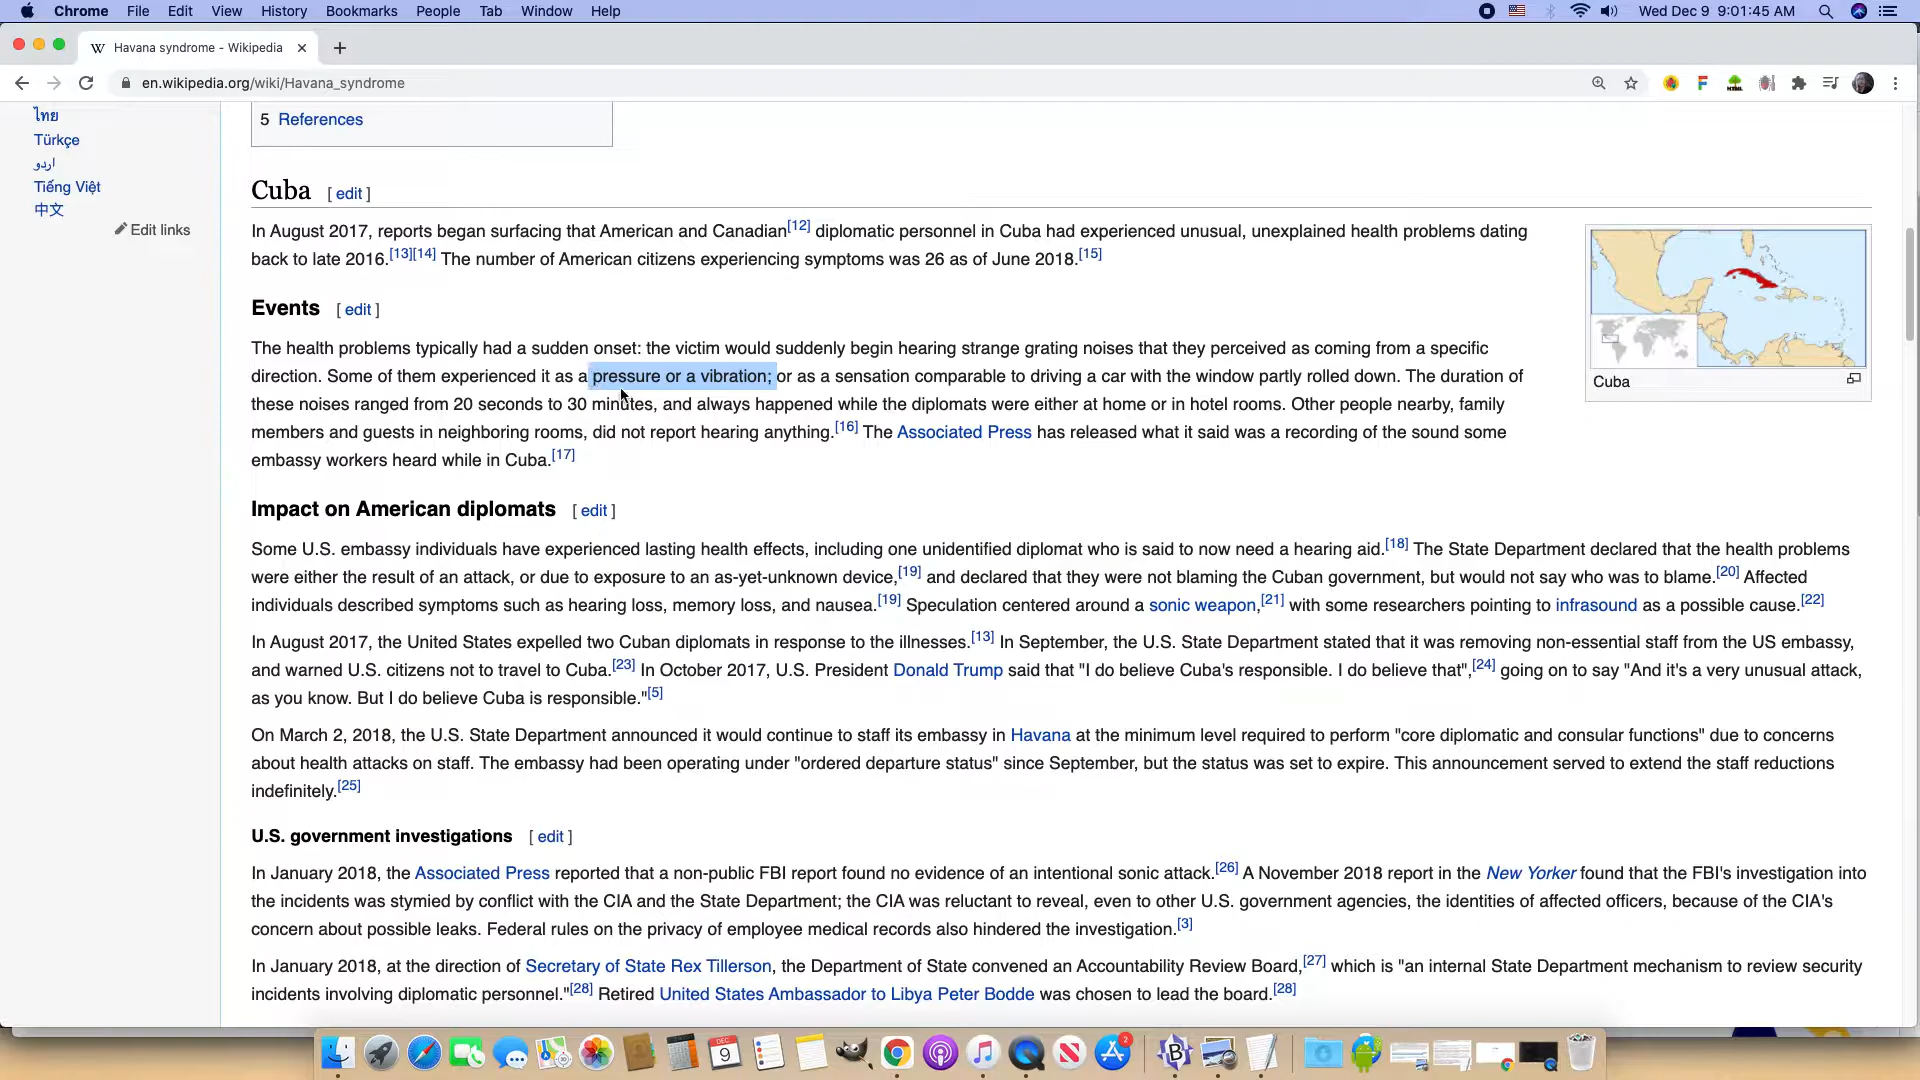 Chrome File Edit View History Bookmarks People Tab Window Help Wed Dec 9 9:01:45 AM
W Havana syndrome - Wikipedia
en.wikipedia.org/wiki/Havana_syndrome
ไทย
Türkçe
اردو
Tiếng Việt
中文
Edit links
5 References
Cuba [ edit ]
In August 2017, reports began surfacing that American and Canadian[12] diplomatic personnel in Cuba had experienced unusual, unexplained health problems dating
back to late 2016.[13][14] The number of American citizens experiencing symptoms was 26 as of June 2018.[15]
Cuba
Events [ edit ]
The health problems typically had a sudden onset: the victim would suddenly begin hearing strange grating noises that they perceived as coming from a specific
direction. Some of them experienced it as a pressure or a vibration; or as a sensation comparable to driving a car with the window partly rolled down. The duration of
these noises ranged from 20 seconds to 30 minutes, and always happened while the diplomats were either at home or in hotel rooms. Other people nearby, family
members and guests in neighboring rooms, did not report hearing anything.[16] The Associated Press has released what it said was a recording of the sound some
embassy workers heard while in Cuba.[17]
Impact on American diplomats [ edit ]
Some U.S. embassy individuals have experienced lasting health effects, including one unidentified diplomat who is said to now need a hearing aid.[18] The State Department declared that the health problems
were either the result of an attack, or due to exposure to an as-yet-unknown device,[19] and declared that they were not blaming the Cuban government, but would not say who was to blame.[20] Affected
individuals described symptoms such as hearing loss, memory loss, and nausea.[19] Speculation centered around a sonic weapon,[21] with some researchers pointing to infrasound as a possible cause.[22]
In August 2017, the United States expelled two Cuban diplomats in response to the illnesses.[13] In September, the U.S. State Department stated that it was removing non-essential staff from the US embassy,
and warned U.S. citizens not to travel to Cuba.[23] In October 2017, U.S. President Donald Trump said that "I do believe Cuba's responsible. I do believe that",[24] going on to say "And it's a very unusual attack,
as you know. But I do believe Cuba is responsible."[5]
On March 2, 2018, the U.S. State Department announced it would continue to staff its embassy in Havana at the minimum level required to perform "core diplomatic and consular functions" due to concerns
about health attacks on staff. The embassy had been operating under "ordered departure status" since September, but the status was set to expire. This announcement served to extend the staff reductions
indefinitely.[25]
U.S. government investigations [ edit ]
In January 2018, the Associated Press reported that a non-public FBI report found no evidence of an intentional sonic attack.[26] A November 2018 report in the New Yorker found that the FBI's investigation into
the incidents was stymied by conflict with the CIA and the State Department; the CIA was reluctant to reveal, even to other U.S. government agencies, the identities of affected officers, because of the CIA's
concern about possible leaks. Federal rules on the privacy of employee medical records also hindered the investigation.[3]
In January 2018, at the direction of Secretary of State Rex Tillerson, the Department of State convened an Accountability Review Board,[27] which is "an internal State Department mechanism to review security
incidents involving diplomatic personnel."[28] Retired United States Ambassador to Libya Peter Bodde was chosen to lead the board.[28]
DEC
9
2